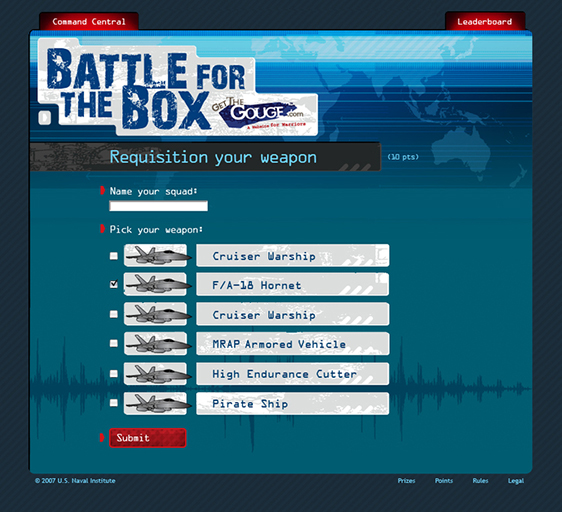 Command Central
Leaderboard
BATTLE FOR
THE BOX
GET THE GOUGE.com
A Mission for Warriors
Requisition your weapon
(10 pts)
Name your squad:
Pick your weapon:
Cruiser Warship
F/A-18 Hornet
Cruiser Warship
MRAP Armored Vehicle
High Endurance Cutter
Pirate Ship
Submit
© 2007 U.S. Naval Institute
Prizes
Points
Rules
Legal